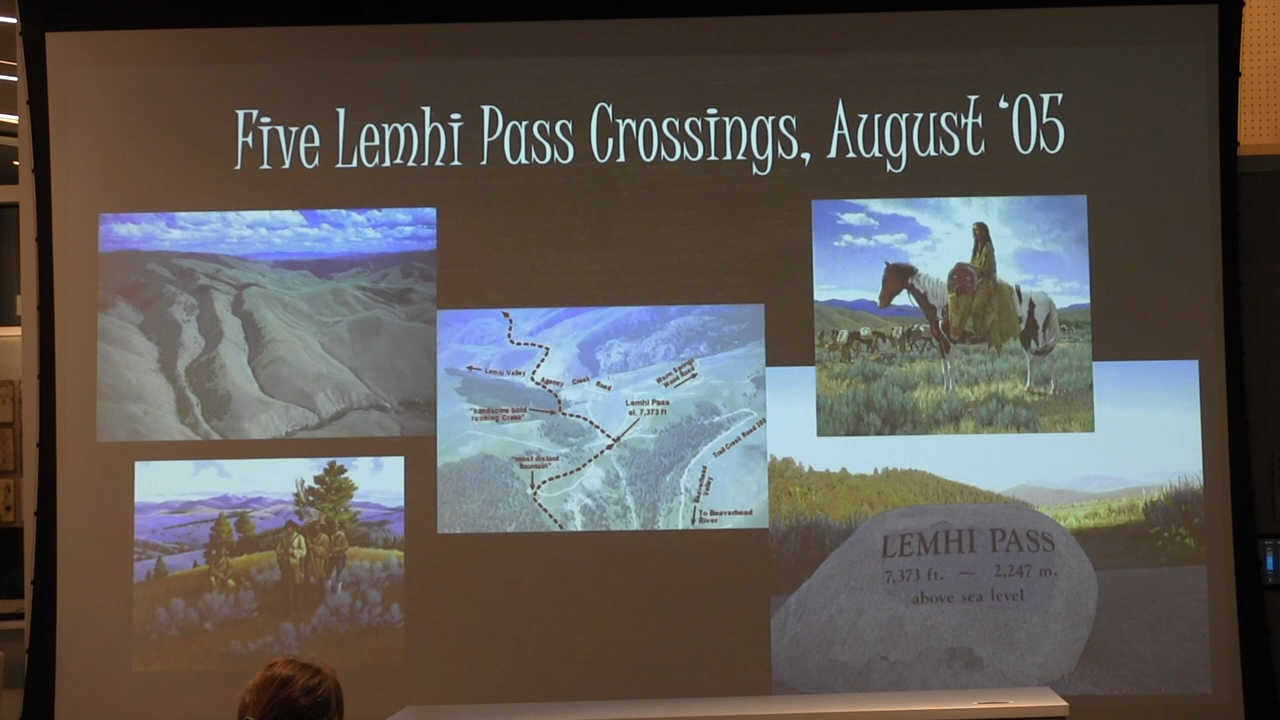 Five Lemhi Pass Crossings, August ‘05
Lemhi Valley
Agency Creek Road
Warm Springs
Wood Road
"handsome bold
running Creek"
Lemhi Pass
el. 7,373 ft
Trail Creek Road
"most distant
fountain"
Beaverhead
Valley
To Beaverhead
River
LEMHI PASS
7,373 ft. — 2,247 m.
above sea level